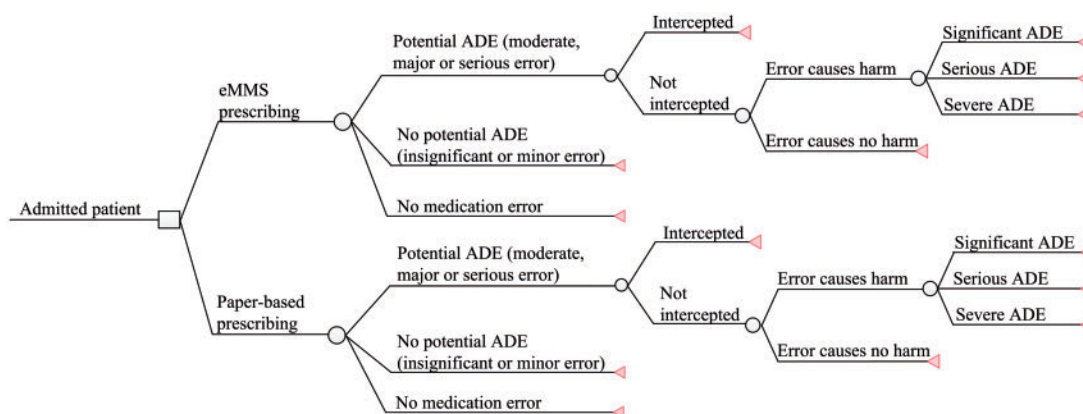 Intercepted
Significant ADE
Potential ADE (moderate,
major or serious error)
Error causes harm
Serious ADE
Not
intercepted
Severe ADE
eMMS
prescribing
No potential ADE
(insignificant or minor error)
Error causes no harm
No medication error
Admitted patient
Intercepted
Significant ADE
Potential ADE (moderate,
major or serious error)
Error causes harm
Serious ADE
Not
intercepted
Severe ADE
Paper-based
prescribing
No potential ADE
(insignificant or minor error)
Error causes no harm
No medication error